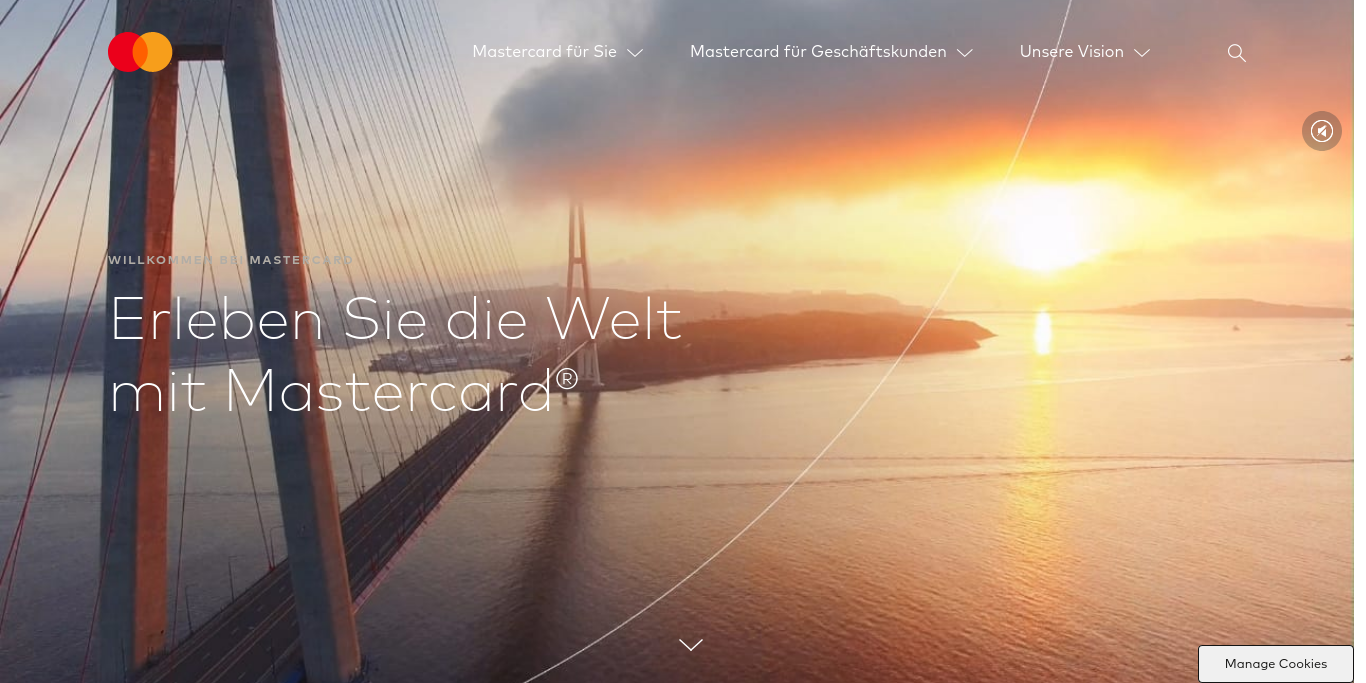 Mastercard für Sie
Mastercard für Geschäftskunden
Unsere Vision
WILLKOMMEN BEI MASTERCARD
Erleben Sie die Welt
mit Mastercard®
Manage Cookies